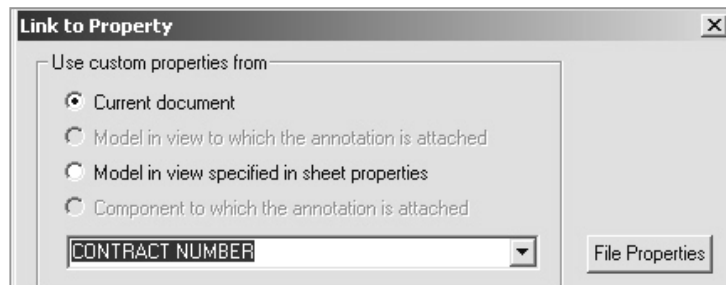 Link to Property
Use custom properties from
Current document
Model in view to which the annotation is attached
Model in view specified in sheet properties
Component to which the annotation is attached
CONTRACT NUMBER
File Properties